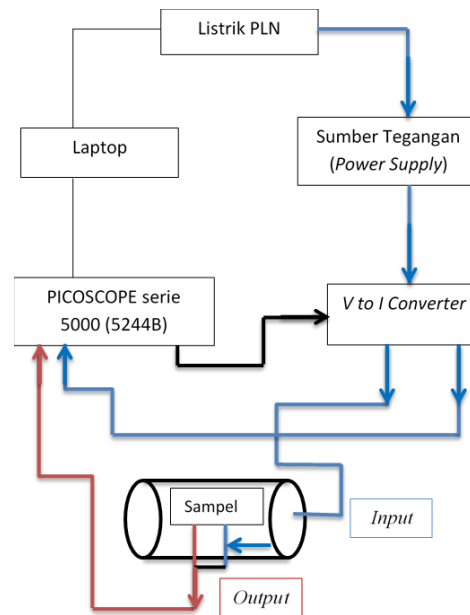 Listrik PLN
Laptop
Sumber Tegangan
(Power Supply)
PICOSCOPE serie
5000 (5244B)
V to I Converter
Sampel
Input
Output